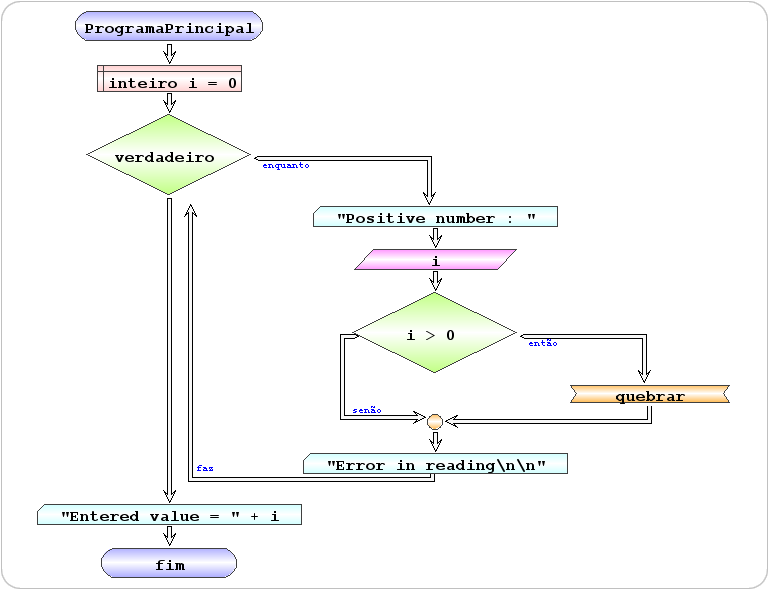 ProgramaPrincipal
inteiro i = 0
verdadeiro
enquanto
"Positive number : "
i
i > 0
então
quebrar
senão
"Error in reading\n\n"
faz
"Entered value = " + i
fim